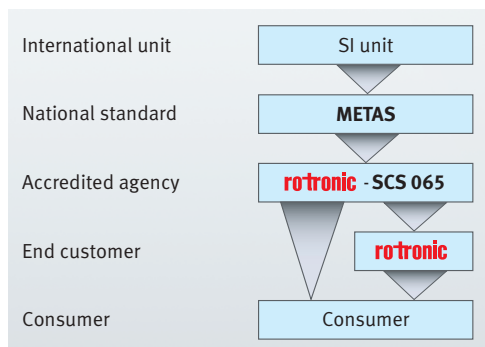 International unit SI unit
National standard METAS
Accredited agency rotronic - SCS 065
End customer rotronic
Consumer Consumer